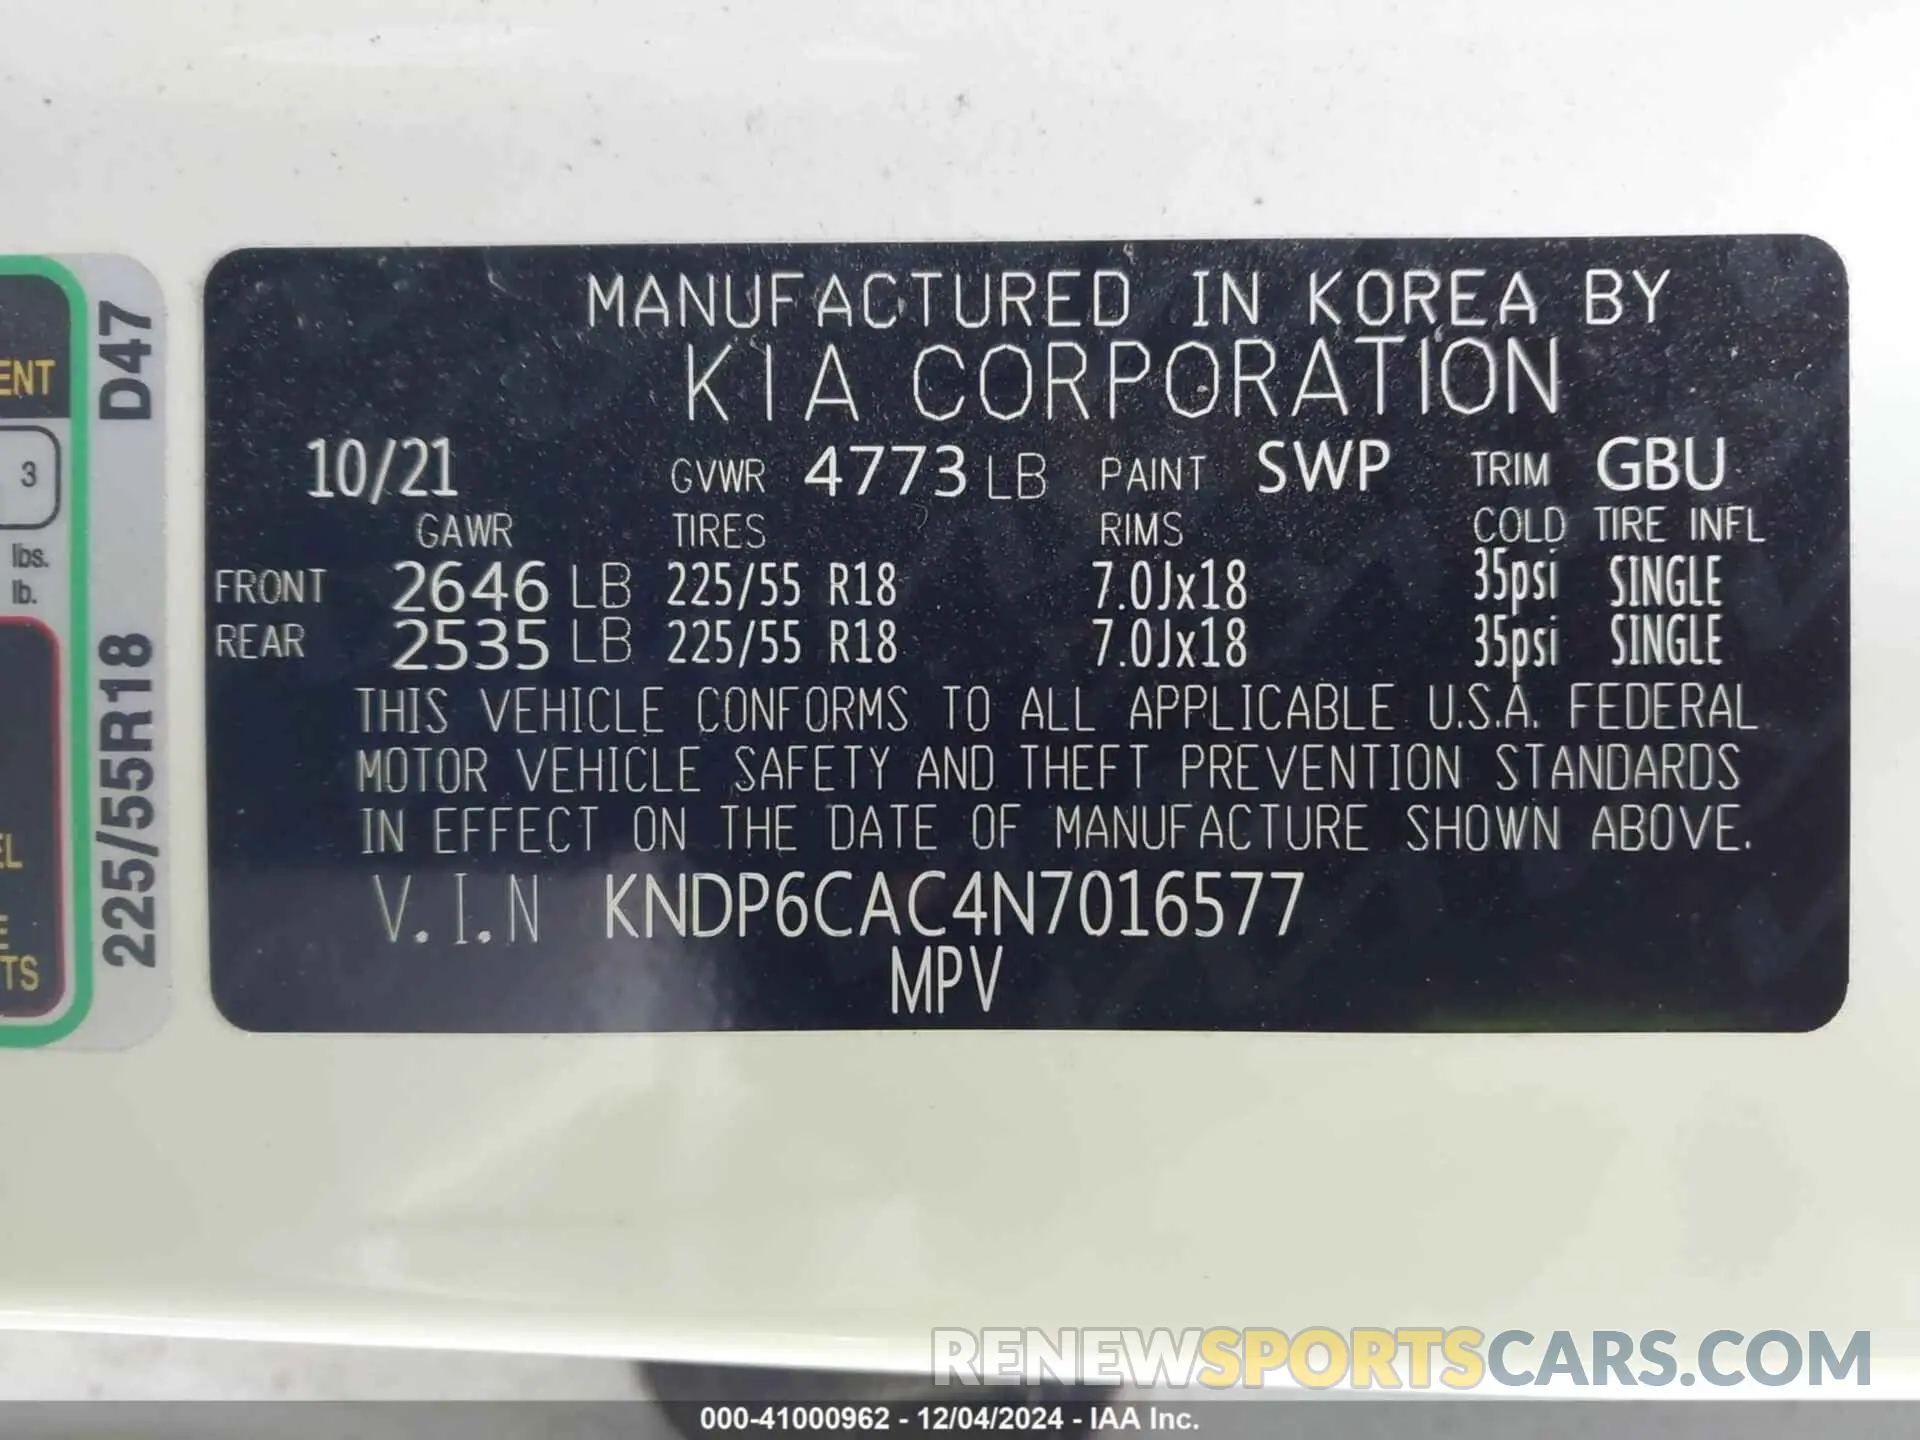 MANUFACTURED IN KOREA BY
KIA CORPORATION
10/21 GVWR 4773 LB PAINT SWP TRIM GBU
GAWR TIRES RIMS COLD TIRE INFL
FRONT 2646 LB 225/55 R18 7.0Jx18 35psi SINGLE
REAR 2535 LB 225/55 R18 7.0Jx18 35psi SINGLE
THIS VEHICLE CONFORMS TO ALL APPLICABLE U.S.A. FEDERAL
MOTOR VEHICLE SAFETY AND THEFT PREVENTION STANDARDS
IN EFFECT ON THE DATE OF MANUFACTURE SHOWN ABOVE.
V.I.N KNDP6CAC4N7016577
MPV
D47
225/55R18
3
lbs.
lb.
RENEWSPORTSCARS.COM
000-41000962 - 12/04/2024 - IAA Inc.